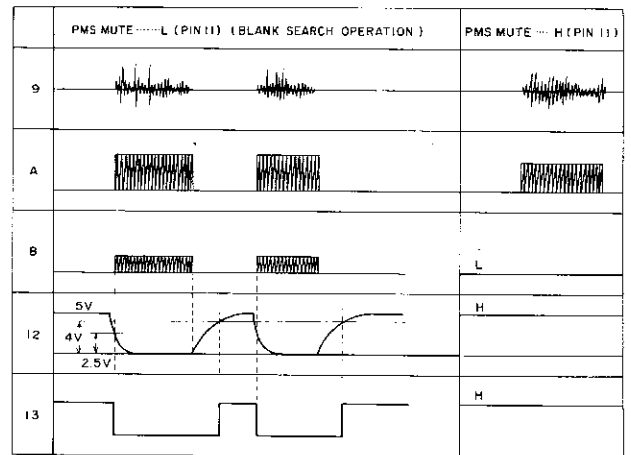 PMS MUTE ······ L (PIN 11) (BLANK SEARCH OPERATION) PMS MUTE ··· H (PIN 11)
9
A
B
L
12
5V
4V
2.5V
H
13
H